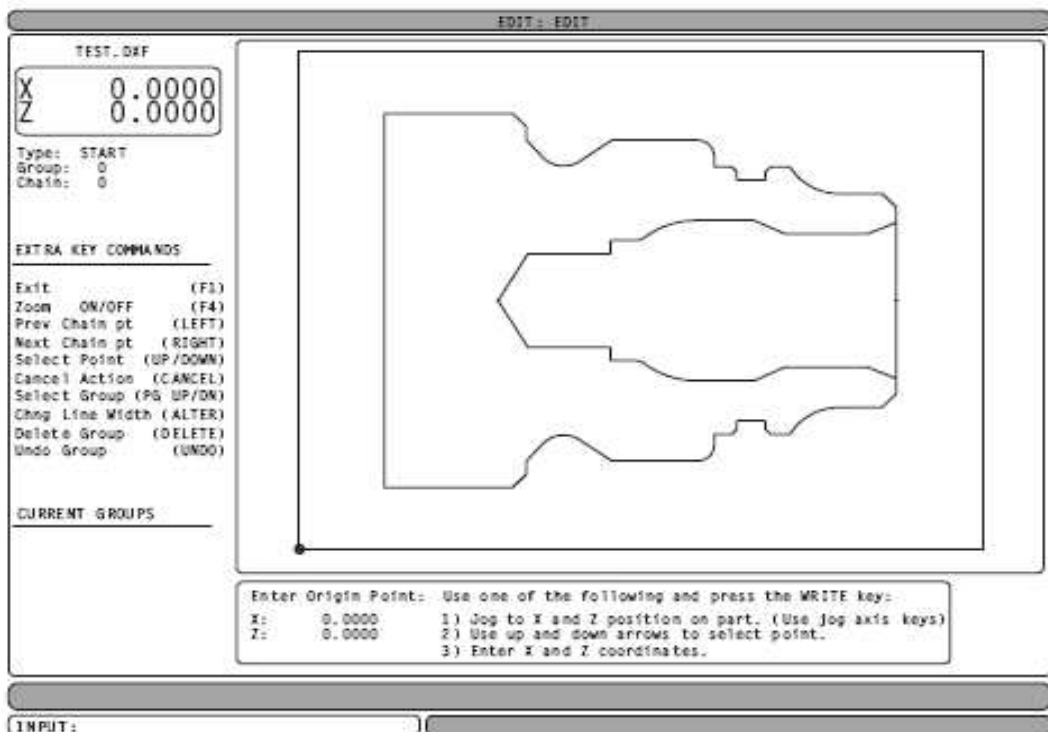 EDIT: EDIT
TEST.DXF
X 0.0000
Z 0.0000
Type: START
Group: 0
Chain: 0
EXTRA KEY COMMANDS
Exit (F1)
Zoom ON/OFF (F4)
Prev Chain pt (LEFT)
Next Chain pt (RIGHT)
Select Point (UP/DOWN)
Cancel Action (CANCEL)
Select Group (PG UP/DN)
Chng Line Width (ALTER)
Delete Group (DELETE)
Undo Group (UNDO)
CURRENT GROUPS
Enter Origin Point: Use one of the following and press the WRITE key:
X: 0.0000 1) Jog to X and Z position on part. (Use jog axis keys)
Z: 0.0000 2) Use up and down arrows to select point.
3) Enter X and Z coordinates.
INPUT: